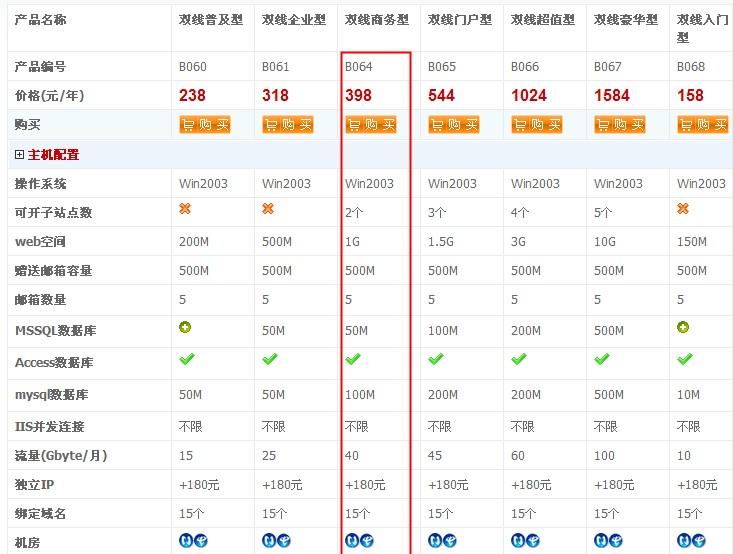 产品名称 双线普及型 双线企业型 双线商务型 双线门户型 双线超值型 双线豪华型 双线入门型
产品编号 B060 B061 B064 B065 B066 B067 B068
价格(元/年) 238 318 398 544 1024 1584 158
购买 购买 购买 购买 购买 购买 购买 购买
主机配置
操作系统 Win2003 Win2003 Win2003 Win2003 Win2003 Win2003 Win2003
可开子站点数 2个 3个 4个 5个
web空间 200M 500M 1G 1.5G 3G 10G 150M
赠送邮箱容量 500M 500M 500M 500M 500M 500M 500M
邮箱数量 5 5 5 5 5 5 5
MSSQL数据库 50M 50M 100M 200M 500M
Access数据库
mysql数据库 50M 50M 100M 200M 200M 500M 10M
IIS并发连接 不限 不限 不限 不限 不限 不限 不限
流量(Gbyte/月) 15 25 40 45 60 100 10
独立IP +180元 +180元 +180元 +180元 +180元 +180元 +180元
绑定域名 15个 15个 15个 15个 15个 15个 15个
机房